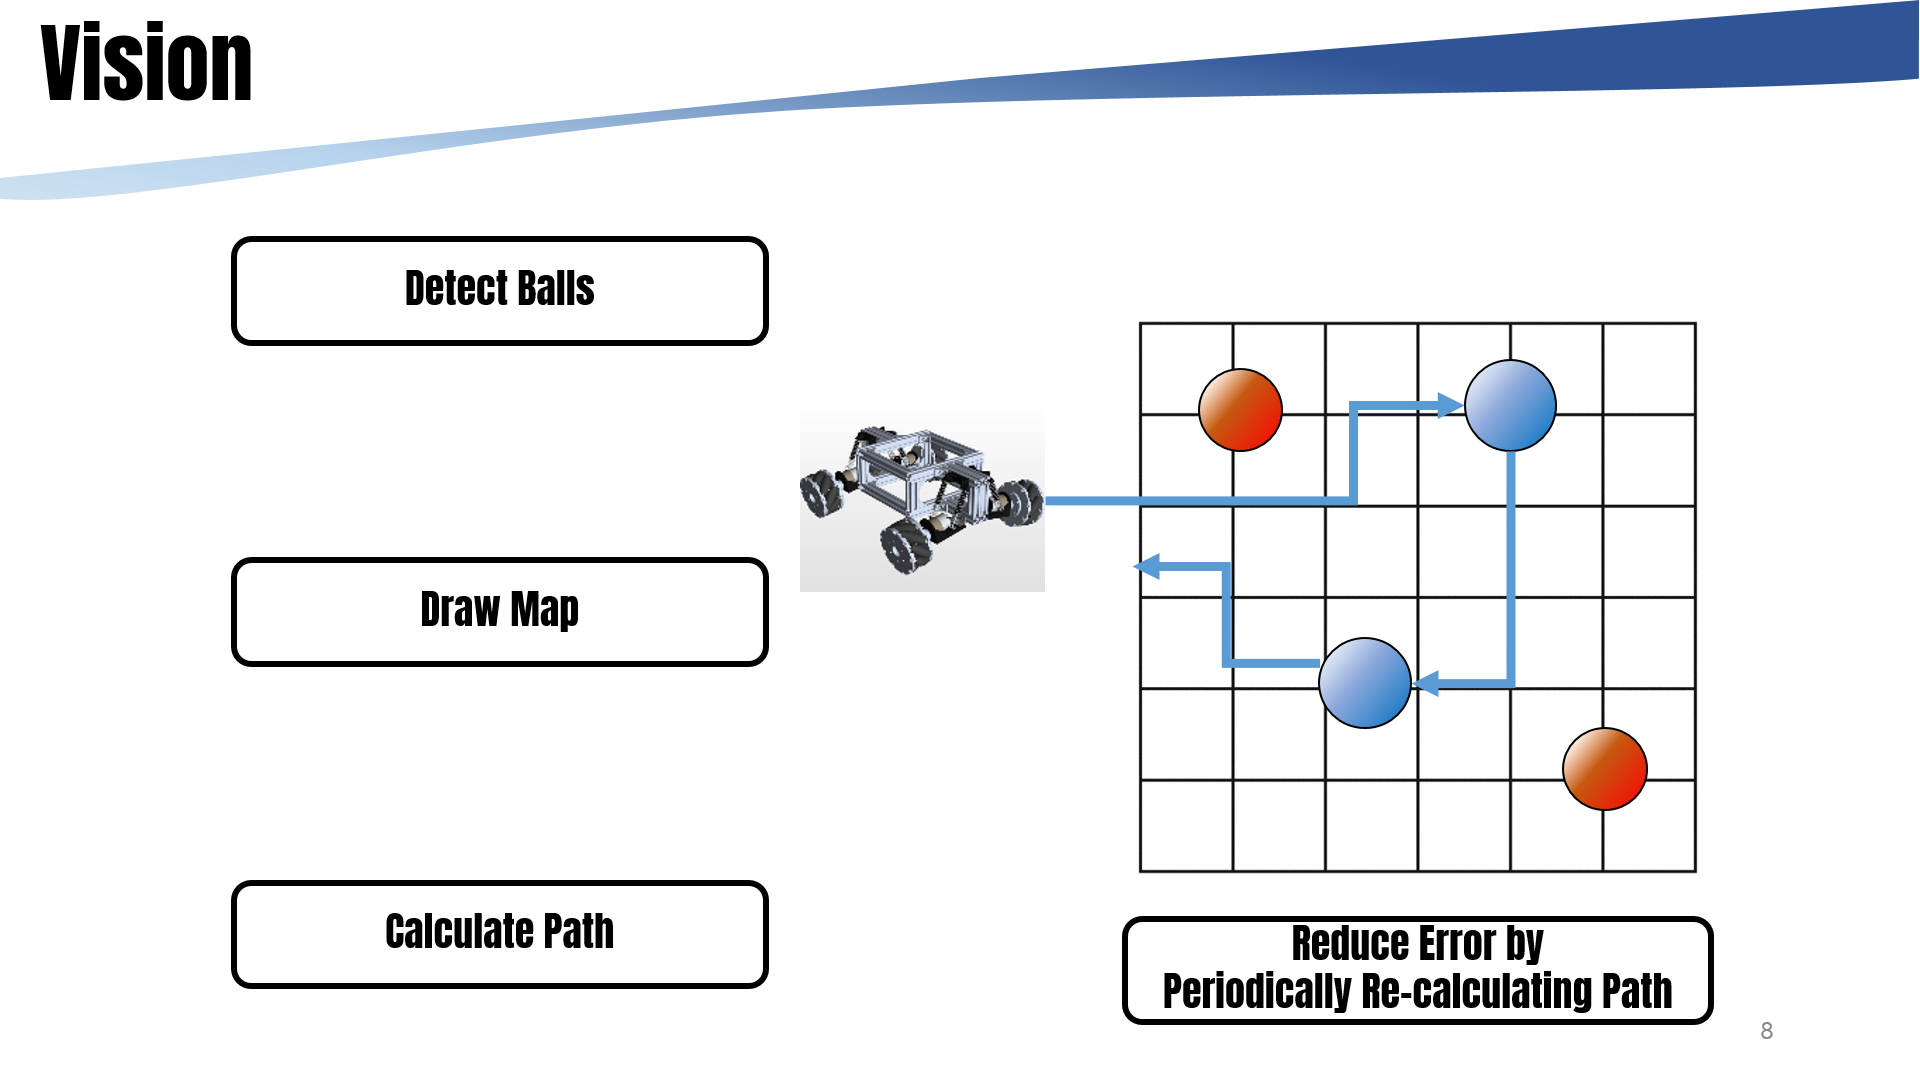 Vision
Detect Balls
Draw Map
Calculate Path
Reduce Error by
Periodically Re-calculating Path
8